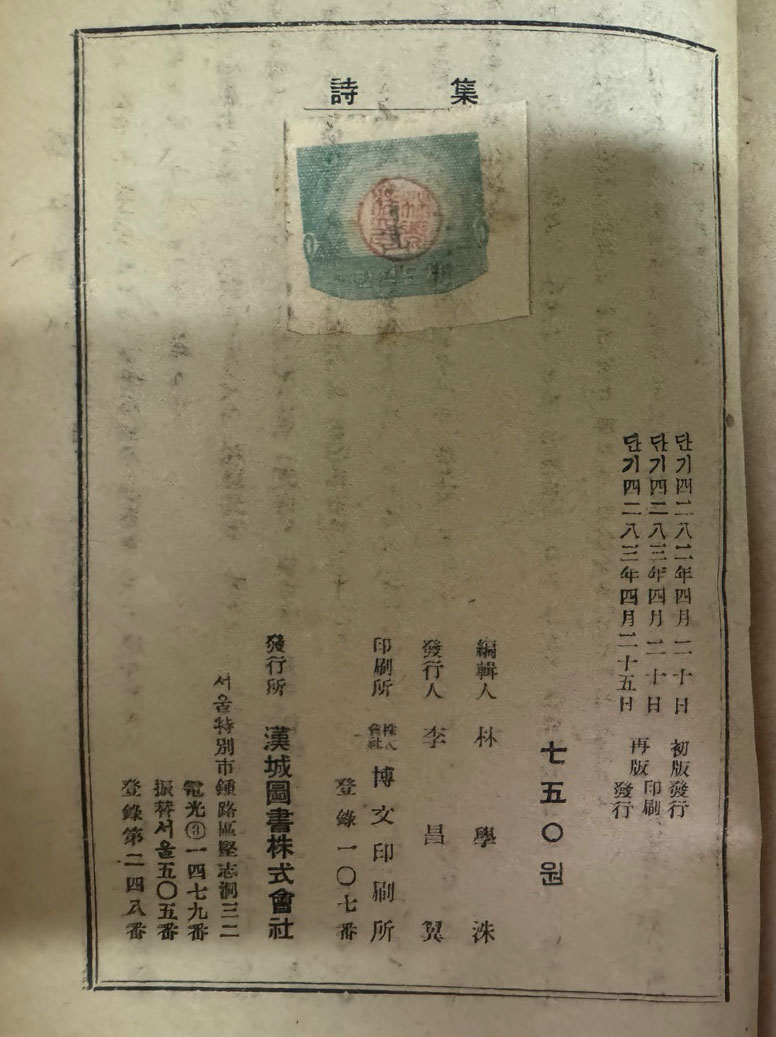 詩集
단기四二八二年四月二十日 初版發行
단기四二八三年四月二十日 再版印刷
단기四二八三年四月二十五日 發行
七五〇원
編輯人 林學洙
發行人 李昌翼
印刷所 株式會社 博文印刷所
登錄一〇七番
發行所 漢城圖書株式會社
서울特別市鍾路區堅志洞三二
電光③一四七九番
振替서울五〇五番
登錄第二四八番